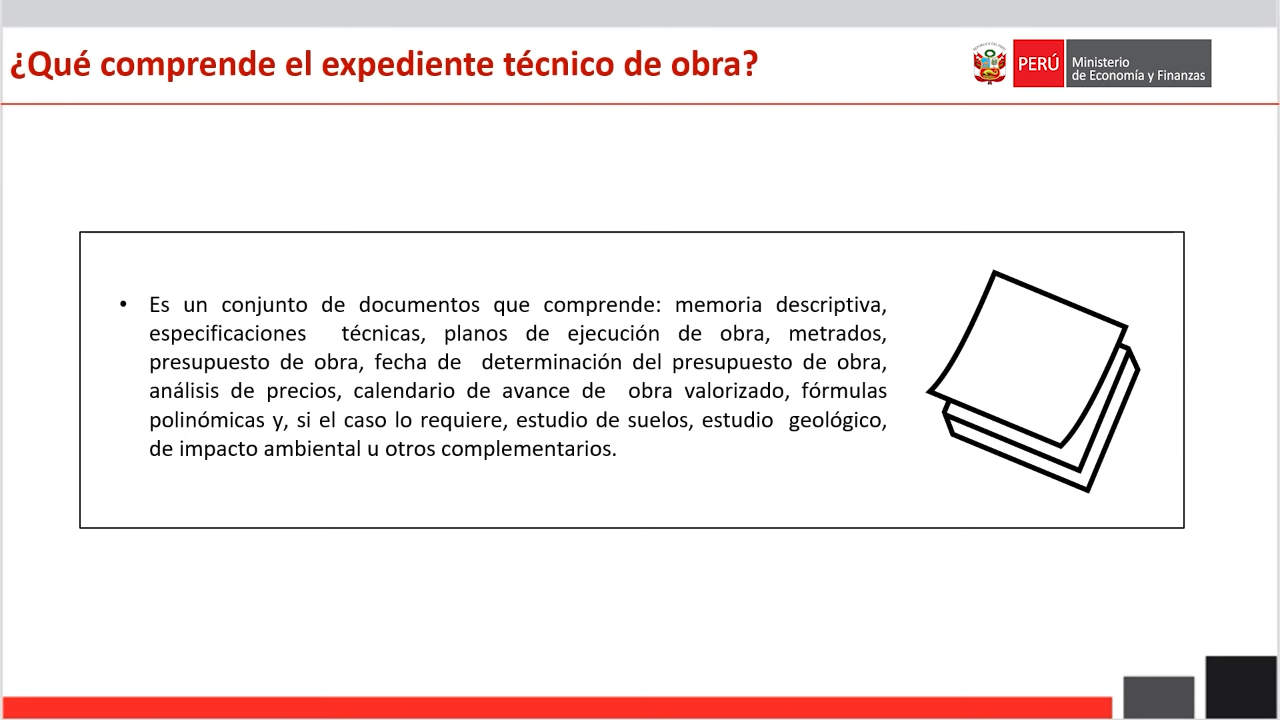 ¿Qué comprende el expediente técnico de obra?
PERÚ
Ministerio
de Economía y Finanzas
• Es un conjunto de documentos que comprende: memoria descriptiva,
especificaciones técnicas, planos de ejecución de obra, metrados,
presupuesto de obra, fecha de determinación del presupuesto de obra,
análisis de precios, calendario de avance de obra valorizado, fórmulas
polinómicas y, si el caso lo requiere, estudio de suelos, estudio geológico,
de impacto ambiental u otros complementarios.